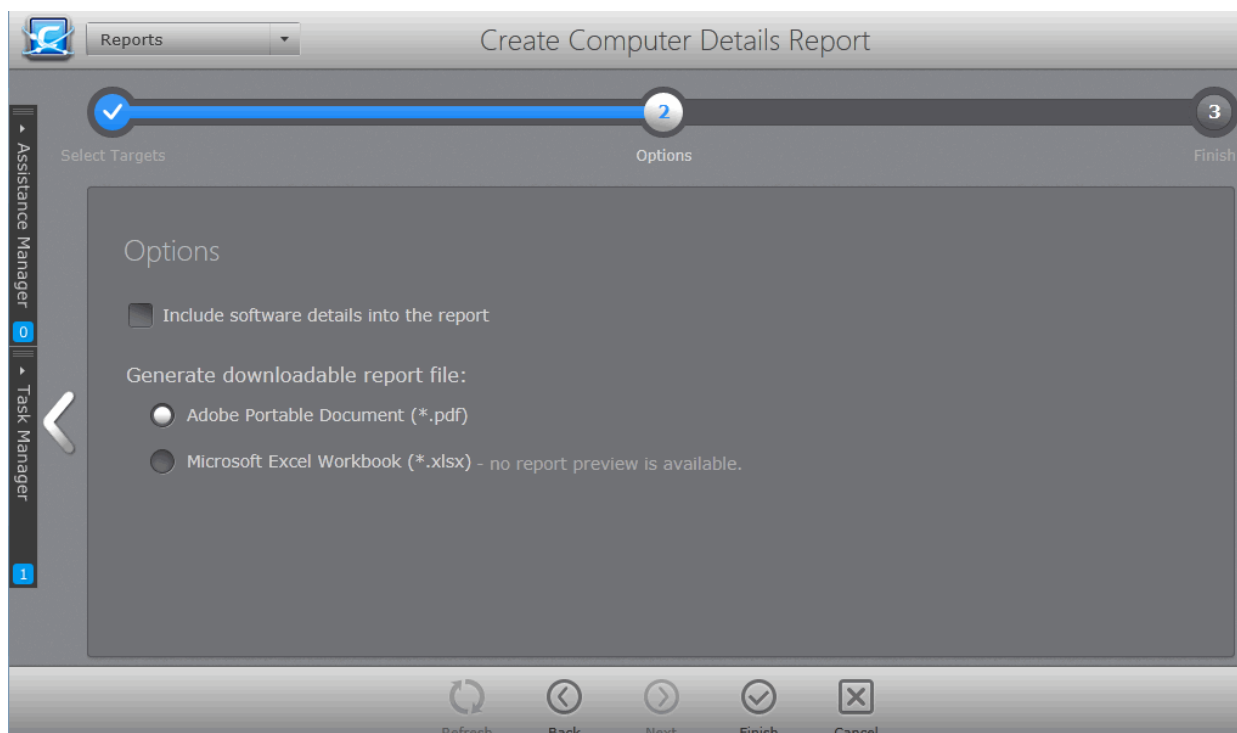 Reports
Create Computer Details Report
2
3
Select Targets
Options
Finish
Assistance Manager
0
Task Manager
1
Options
Include software details into the report
Generate downloadable report file:
Adobe Portable Document (*.pdf)
Microsoft Excel Workbook (*.xlsx) - no report preview is available.
Refresh
Back
Next
Finish
Cancel